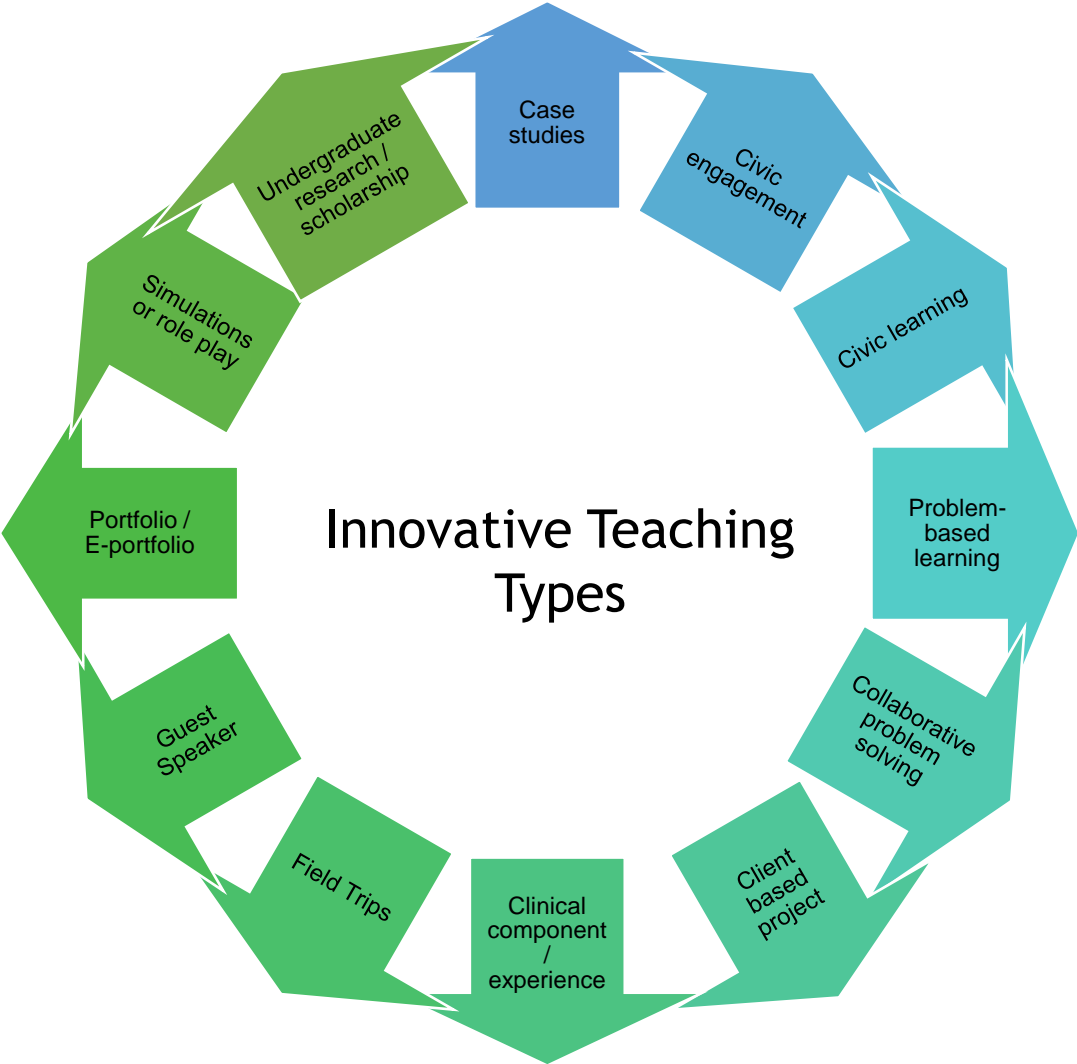 Case
studies
Civic
engagement
Civic learning
Problem-
based
learning
Collaborative
problem
solving
Client
based
project
Clinical
component
/
experience
Field Trips
Guest
Speaker
Portfolio /
E-portfolio
Simulations
or role play
Undergraduate
research /
scholarship
Innovative Teaching
Types